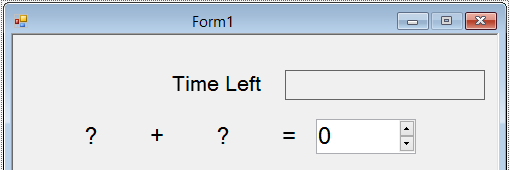 Form1
Time Left
? + ? = 0